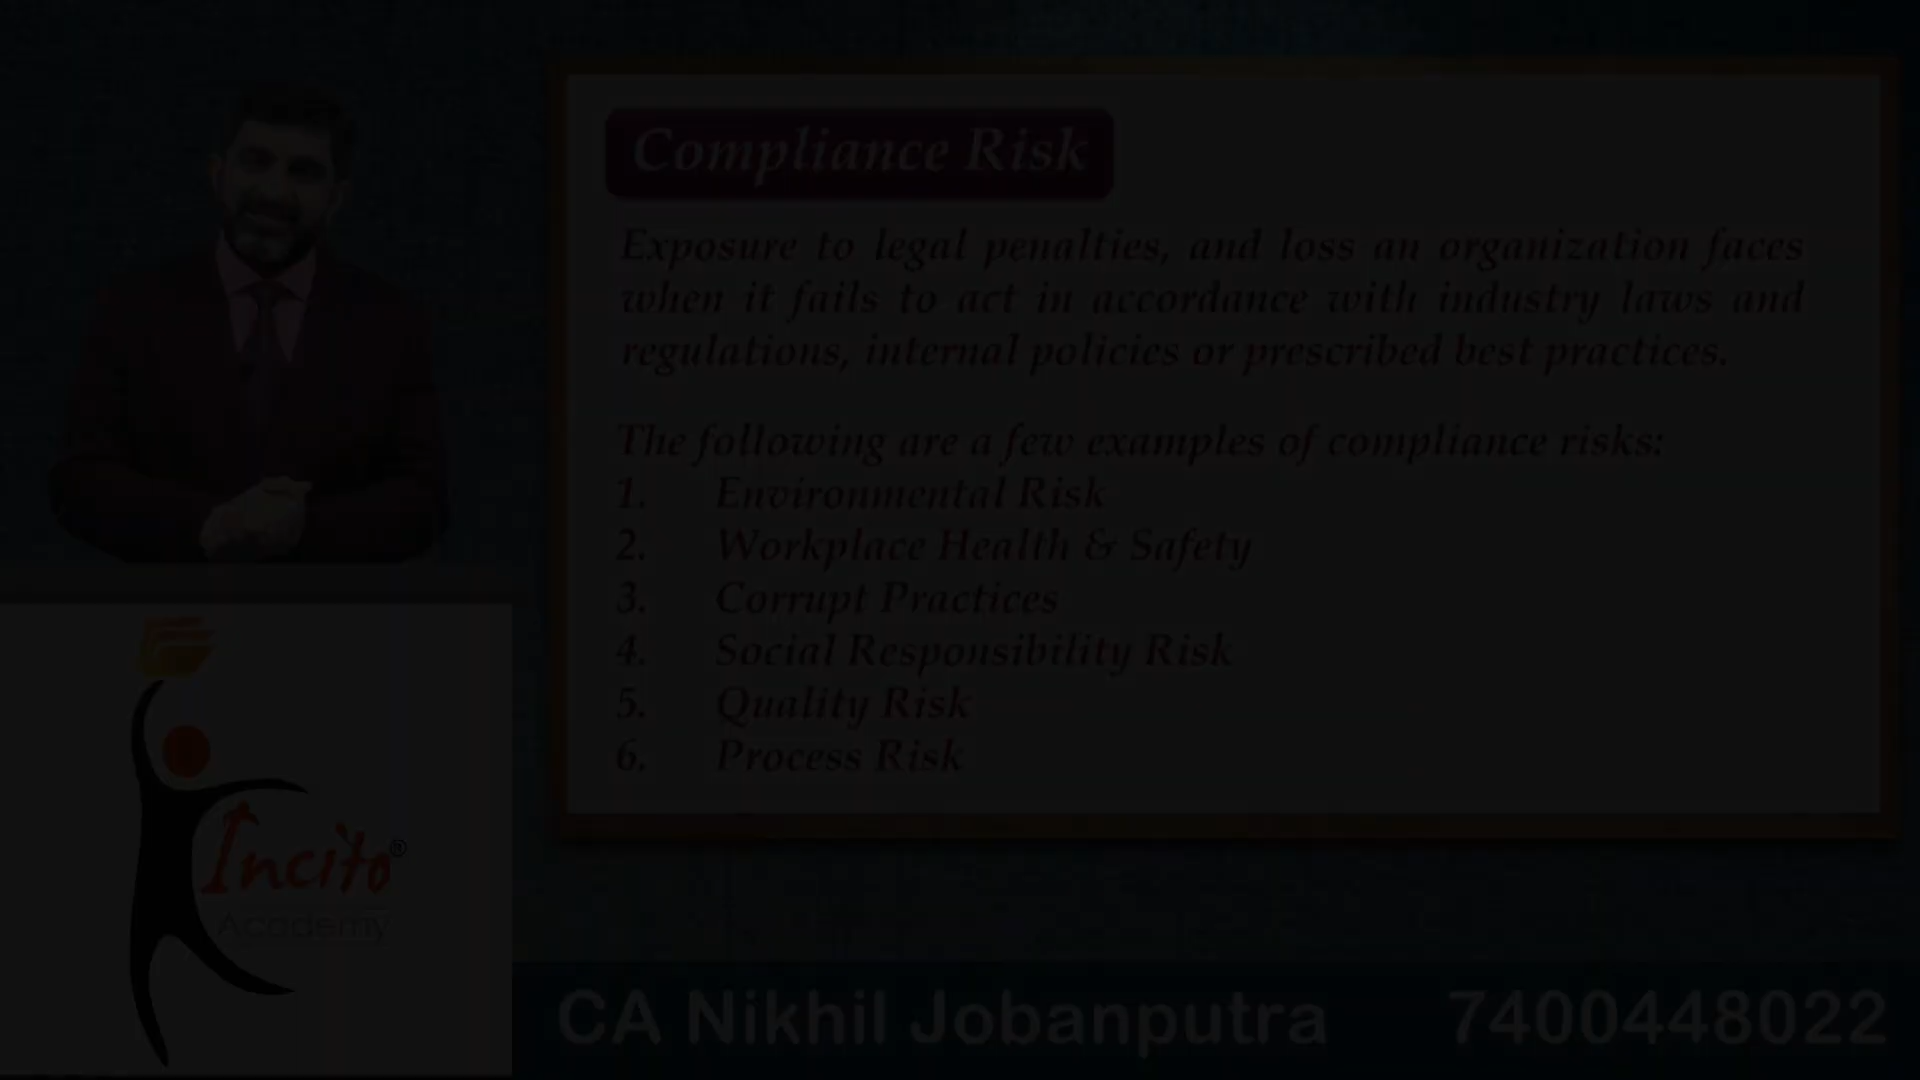 Compliance Risk
Exposure to legal penalties, and loss an organization faces
when it fails to act in accordance with industry laws and
regulations, internal policies or prescribed best practices.
The following are a few examples of compliance risks:
1. Environmental Risk
2. Workplace Health & Safety
3. Corrupt Practices
4. Social Responsibility Risk
5. Quality Risk
6. Process Risk
Incito®
Academy
CA Nikhil Jobanputra 7400448022